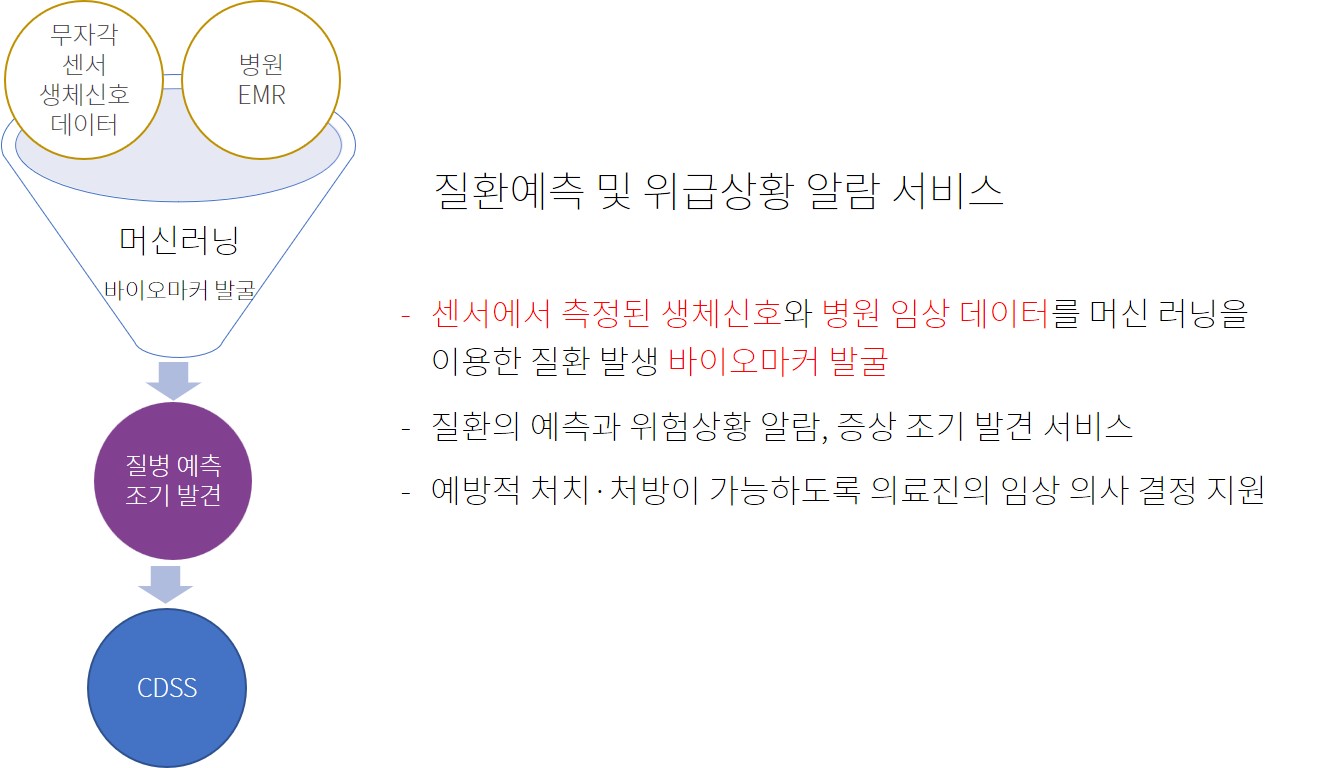 무자각
센서
생체신호
데이터
병원
EMR
머신러닝
바이오마커 발굴
질병 예측
조기 발견
CDSS
질환예측 및 위급상황 알람 서비스
- 센서에서 측정된 생체신호와 병원 임상 데이터를 머신 러닝을
이용한 질환 발생 바이오마커 발굴
- 질환의 예측과 위험상황 알람, 증상 조기 발견 서비스
- 예방적 처치·처방이 가능하도록 의료진의 임상 의사 결정 지원